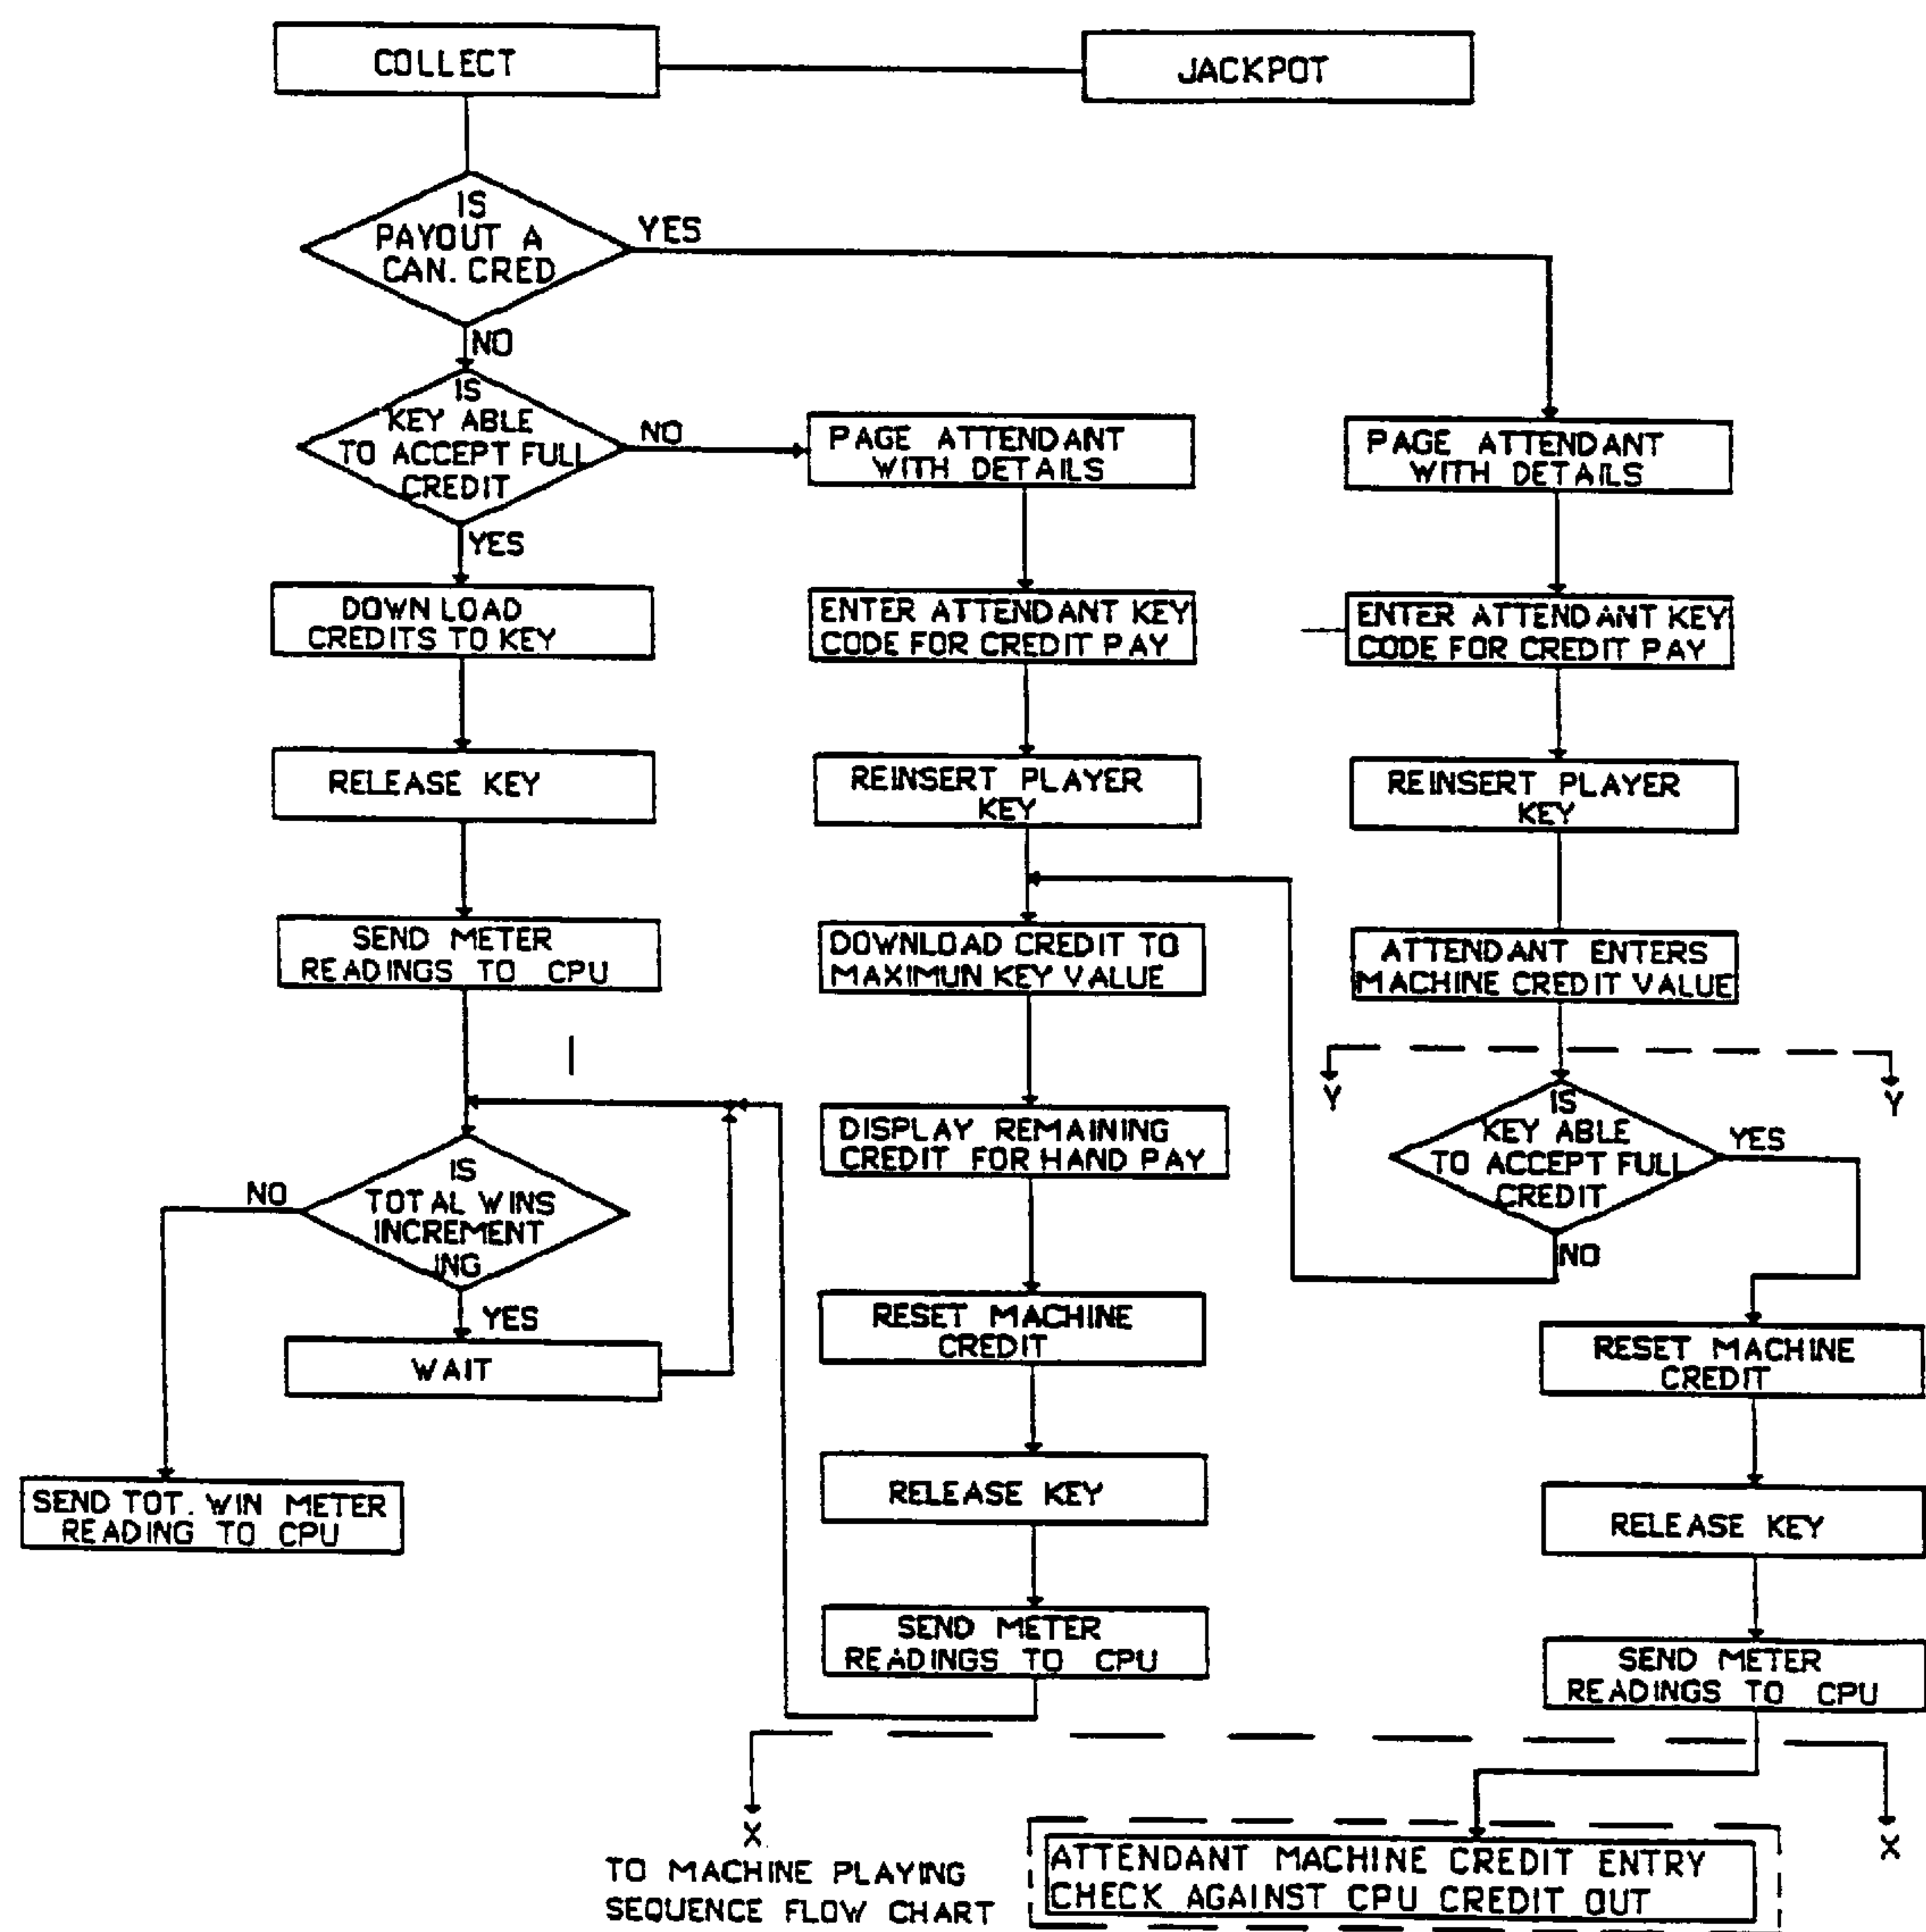 COLLECT
JACKPOT
IS
PAYOUT A
CAN. CRED
YES
NO
IS
KEY ABLE
TO ACCEPT FULL
CREDIT
NO
YES
PAGE ATTENDANT
WITH DETAILS
PAGE ATTENDANT
WITH DETAILS
DOWN LOAD
CREDITS TO KEY
ENTER ATTENDANT KEY
CODE FOR CREDIT PAY
ENTER ATTENDANT KEY
CODE FOR CREDIT PAY
RELEASE KEY
REINSERT PLAYER
KEY
REINSERT PLAYER
KEY
SEND METER
READINGS TO CPU
DOWNLOAD CREDIT TO
MAXIMUN KEY VALUE
ATTENDANT ENTERS
MACHINE CREDIT VALUE
Y
Y
IS
TOTAL WINS
INCREMENT
ING
NO
YES
DISPLAY REMAINING
CREDIT FOR HAND PAY
IS
KEY ABLE
TO ACCEPT FULL
CREDIT
YES
NO
WAIT
RESET MACHINE
CREDIT
RESET MACHINE
CREDIT
SEND TOT. WIN METER
READING TO CPU
RELEASE KEY
RELEASE KEY
SEND METER
READINGS TO CPU
SEND METER
READINGS TO CPU
X
X
TO MACHINE PLAYING
SEQUENCE FLOW CHART
ATTENDANT MACHINE CREDIT ENTRY
CHECK AGAINST CPU CREDIT OUT